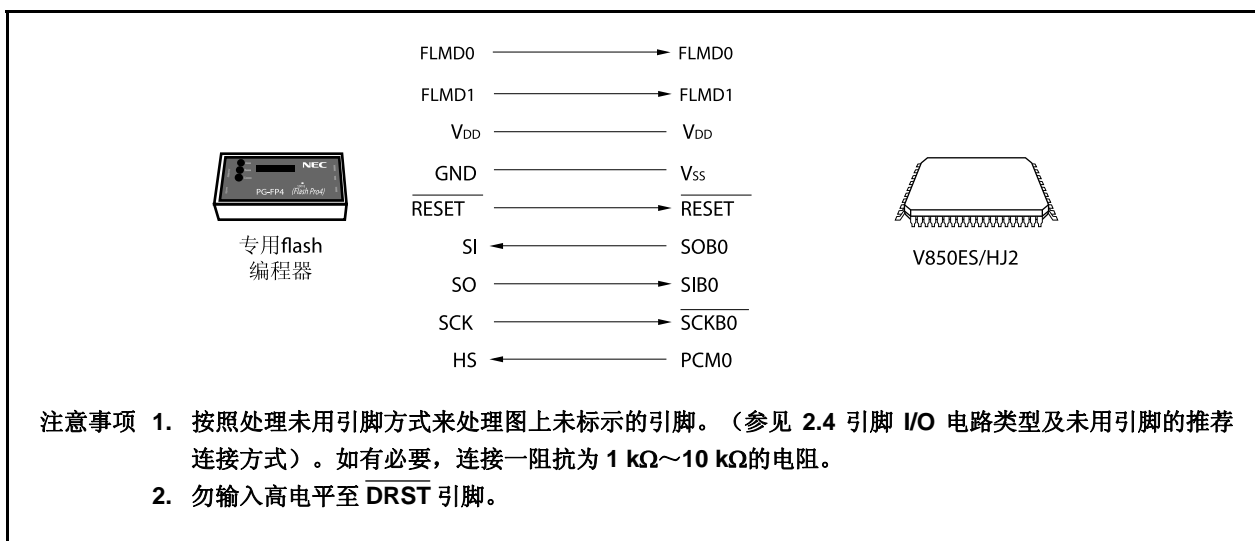 FLMD0 FLMD0
FLMD1 FLMD1
VDD VDD
GND VSS
RESET RESET
SI SOB0
SO SIB0
SCK SCKB0
HS PCM0
NEC
PG-FP4 (Flash Pro4)
专用flash
编程器
V850ES/HJ2
注意事项 1. 按照处理未用引脚方式来处理图上未标示的引脚。（参见 2.4 引脚 I/O 电路类型及未用引脚的推荐
连接方式）。如有必要，连接一阻抗为 1 kΩ～10 kΩ的电阻。
2. 勿输入高电平至 DRST 引脚。